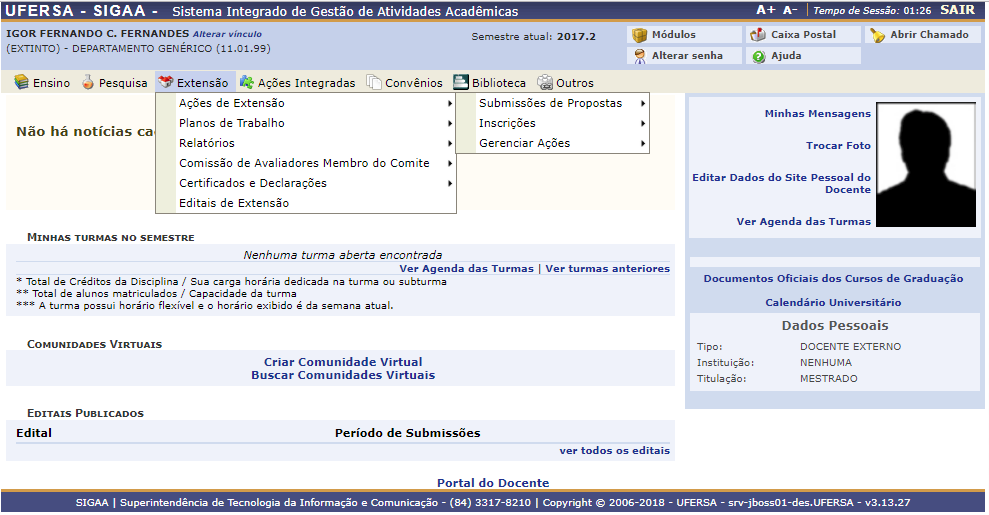 UFERSA - SIGAA - Sistema Integrado de Gestão de Atividades Acadêmicas
A+ A- Tempo de Sessão: 01:26 SAIR
IGOR FERNANDO C. FERNANDES Alterar vínculo
(EXTINTO) - DEPARTAMENTO GENÉRICO (11.01.99)
Semestre atual: 2017.2
Módulos Caixa Postal Abrir Chamado
Alterar senha Ajuda
Ensino Pesquisa Extensão Ações Integradas Convênios Biblioteca Outros
Não há notícias ca
Ações de Extensão
Planos de Trabalho
Relatórios
Comissão de Avaliadores Membro do Comite
Certificados e Declarações
Editais de Extensão
Submissões de Propostas
Inscrições
Gerenciar Ações
Minhas Mensagens
Trocar Foto
Editar Dados do Site Pessoal do
Docente
Ver Agenda das Turmas
MINHAS TURMAS NO SEMESTRE
Nenhuma turma aberta encontrada
Ver Agenda das Turmas | Ver turmas anteriores
* Total de Créditos da Disciplina / Sua carga horária dedicada na turma ou subturma
** Total de alunos matriculados / Capacidade da turma
*** A turma possui horário flexível e o horário exibido é da semana atual.
COMUNIDADES VIRTUAIS
Criar Comunidade Virtual
Buscar Comunidades Virtuais
EDITAIS PUBLICADOS
Edital Período de Submissões
ver todos os editais
Documentos Oficiais dos Cursos de Graduação
Calendário Universitário
Dados Pessoais
Tipo: DOCENTE EXTERNO
Instituição: NENHUMA
Titulação: MESTRADO
Portal do Docente
SIGAA | Superintendência de Tecnologia da Informação e Comunicação - (84) 3317-8210 | Copyright © 2006-2018 - UFERSA - srv-jboss01-des.UFERSA - v3.13.27